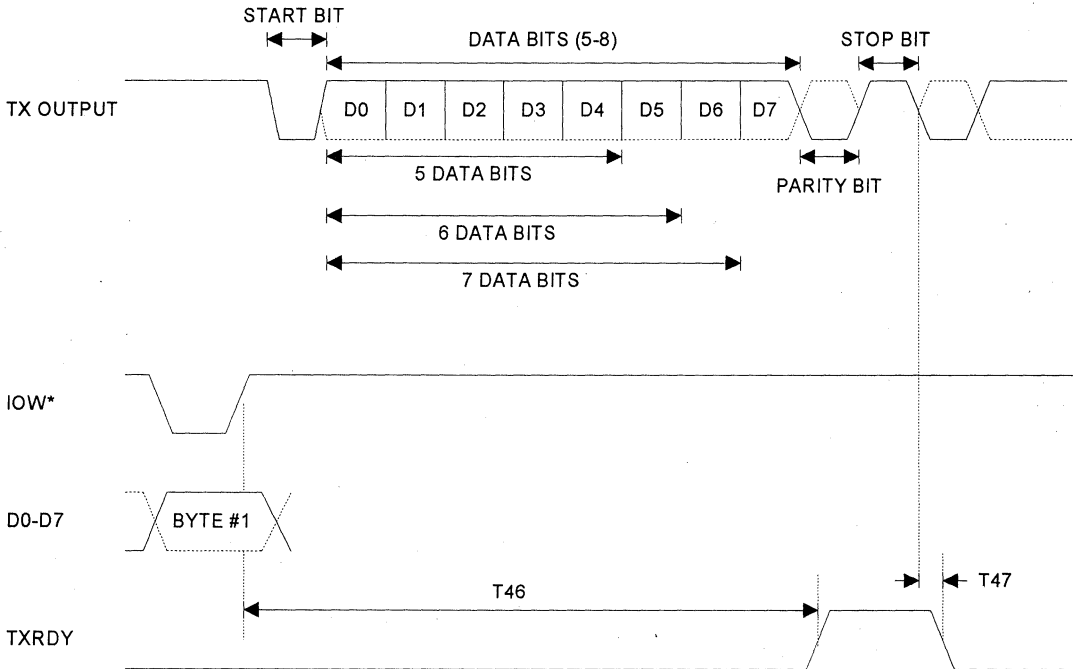 START BIT
DATA BITS (5-8)
STOP BIT
TX OUTPUT
D0 D1 D2 D3 D4 D5 D6 D7
5 DATA BITS
PARITY BIT
6 DATA BITS
7 DATA BITS
IOW*
D0-D7
BYTE #1
T46
T47
TXRDY